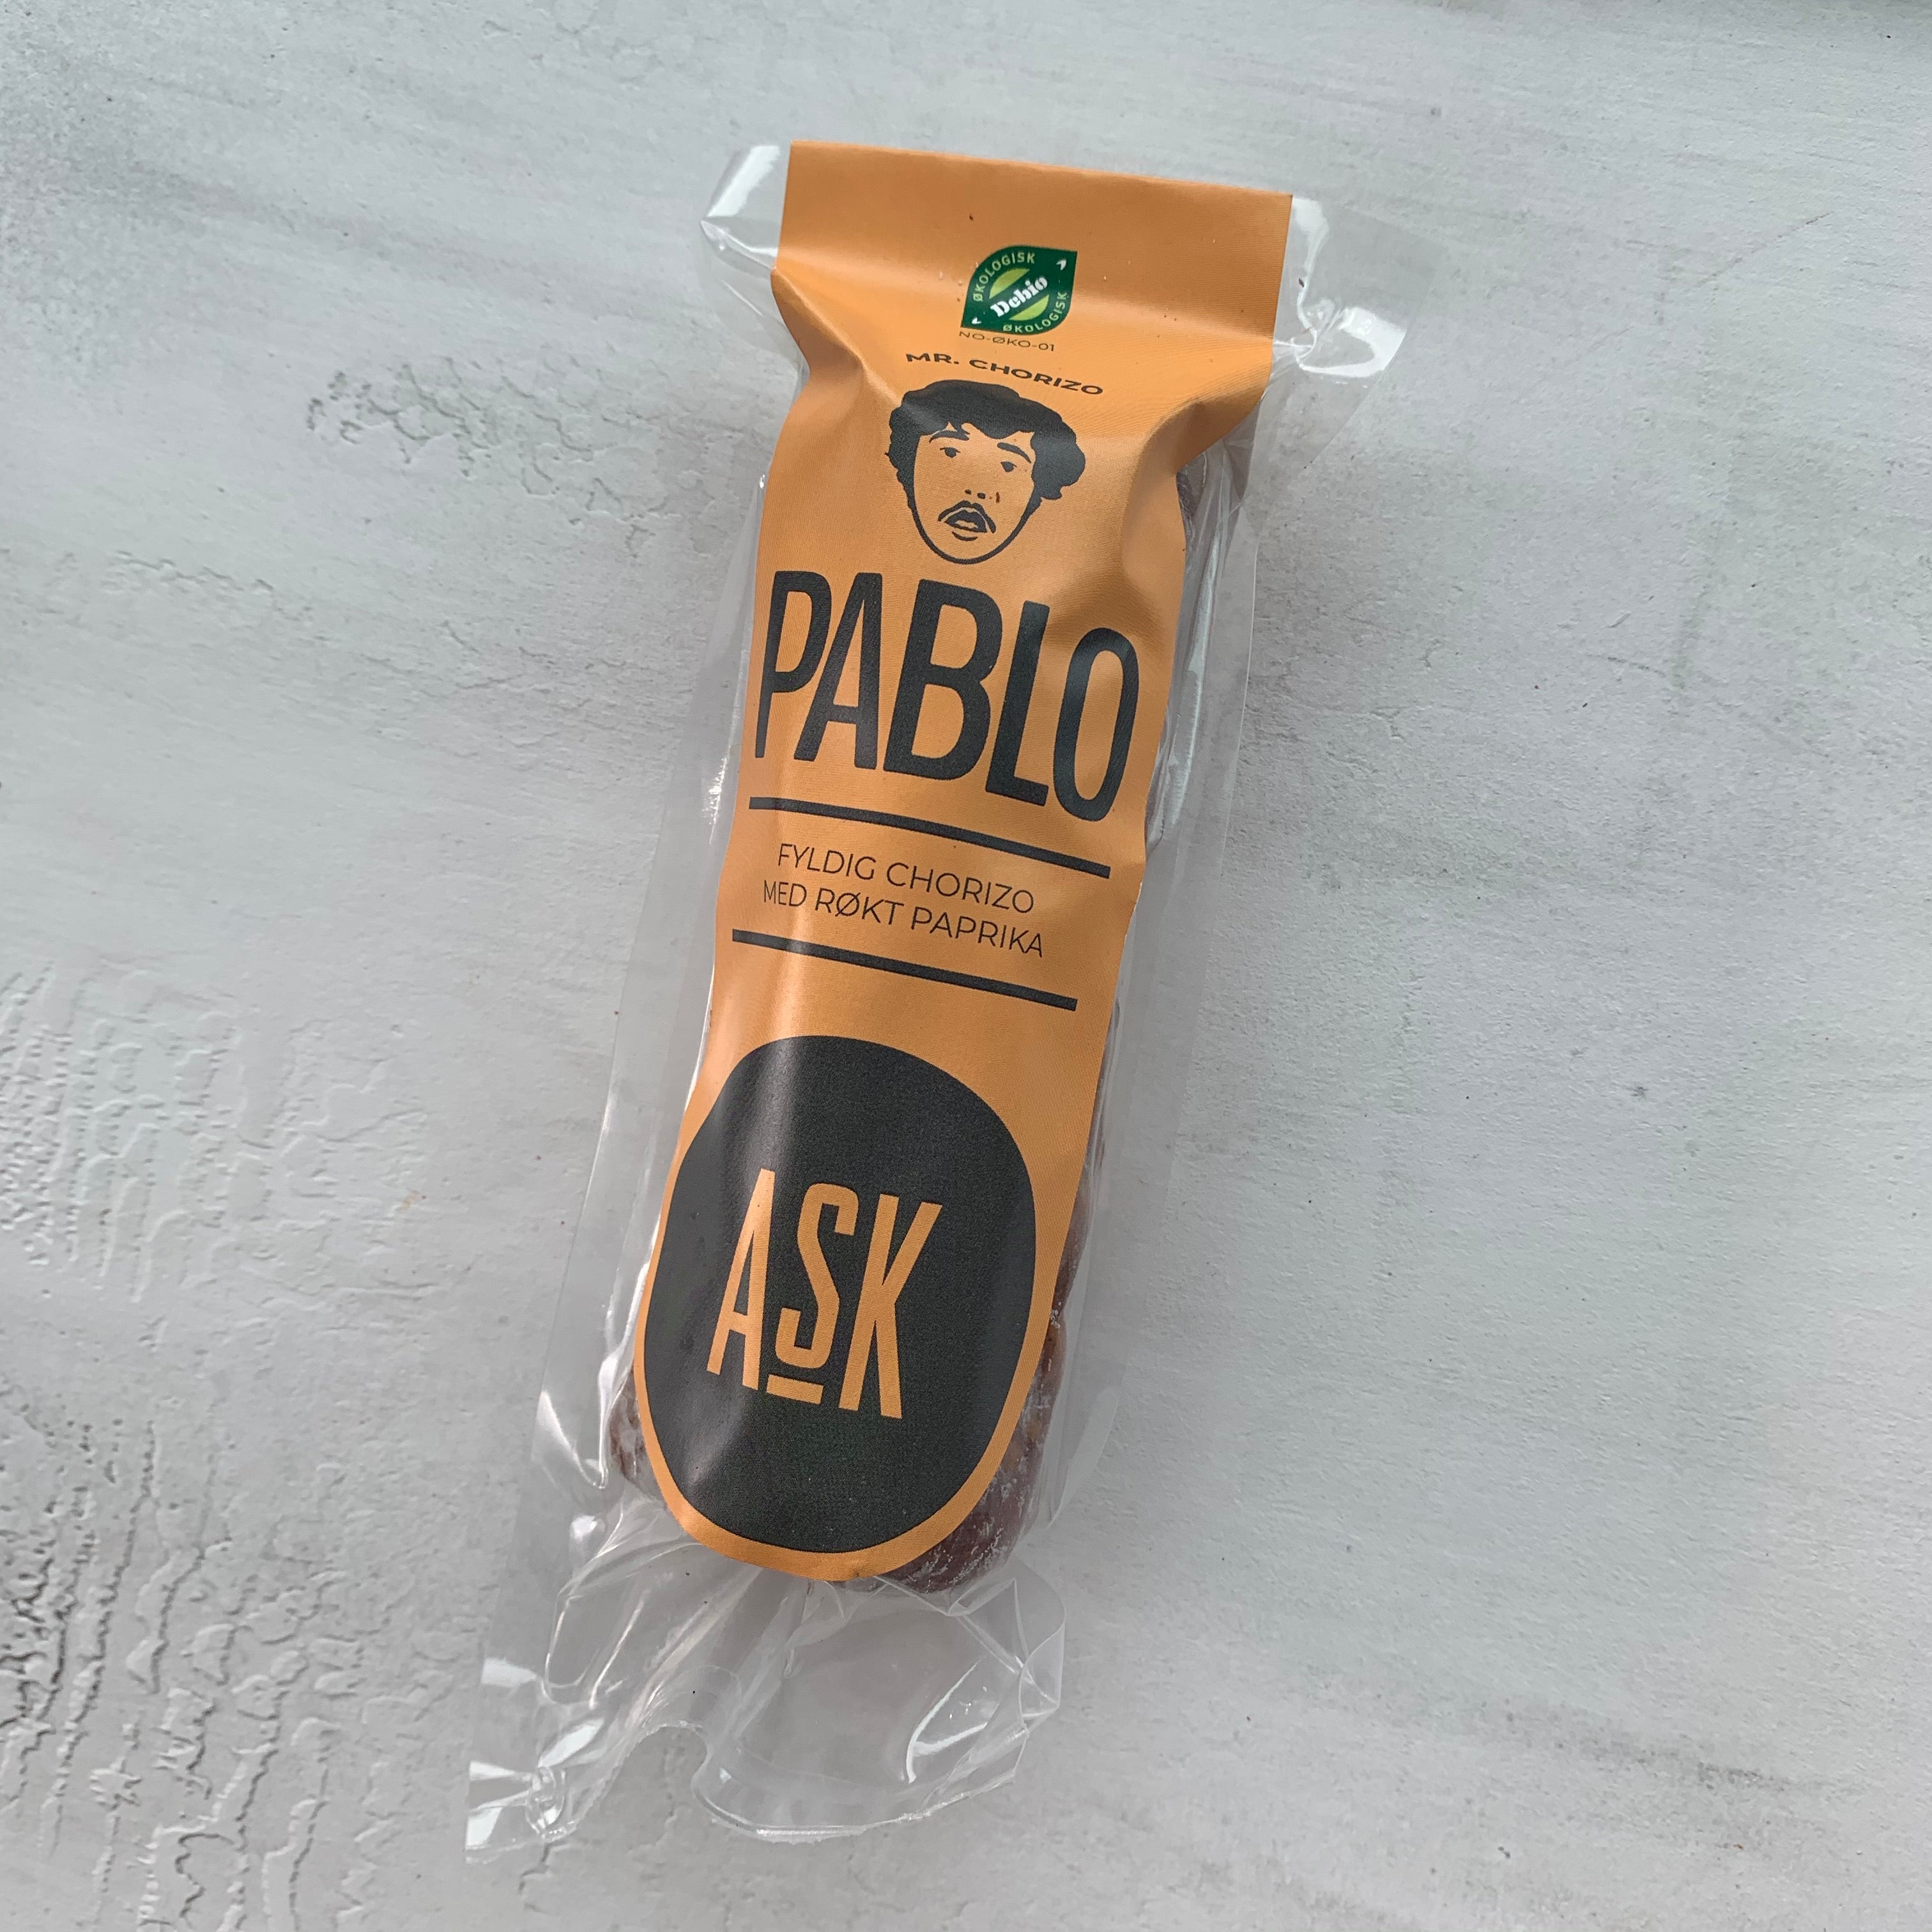 ØKOLOGISK
Debio
ØKOLOGISK
NO-ØKO-01
MR. CHORIZO
PABLO
FYLDIG CHORIZO
MED RØKT PAPRIKA
ASK